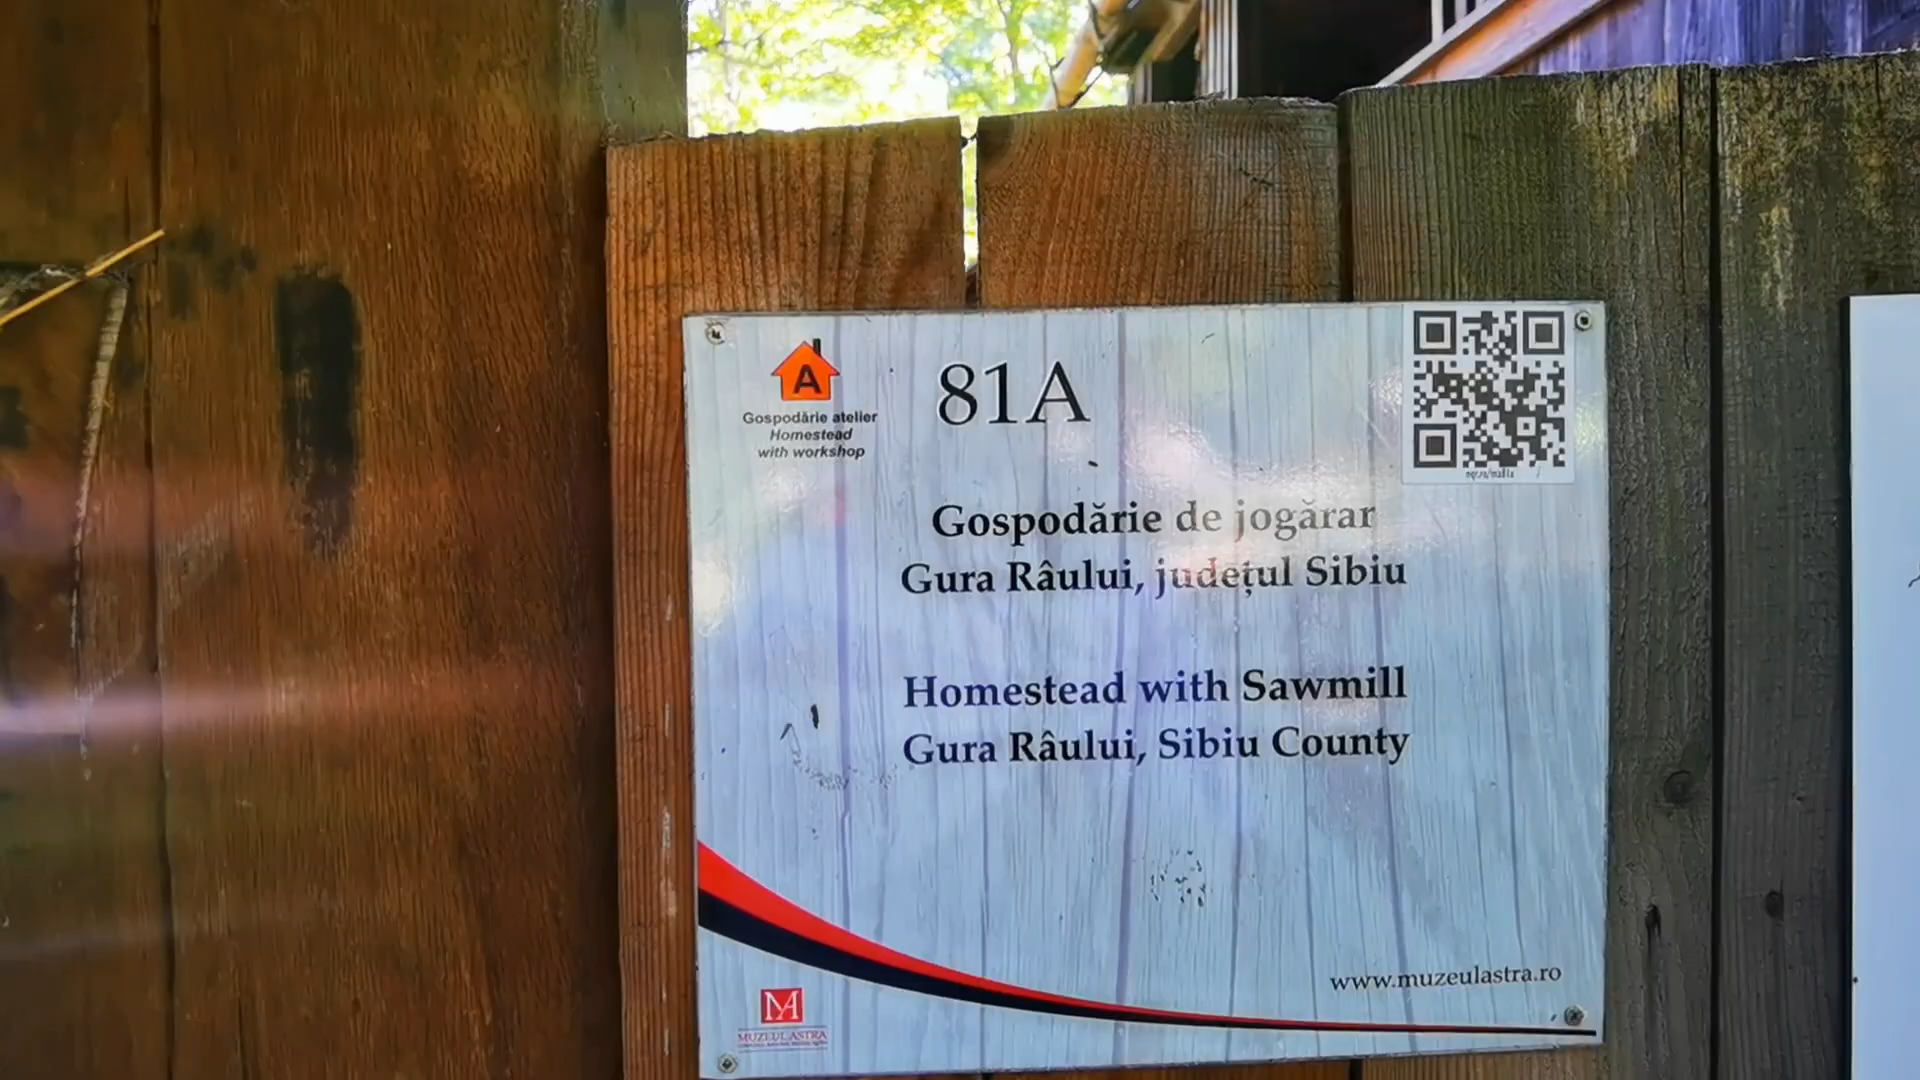 A
Gospodărie atelier
Homestead
with workshop
81A
Gospodărie de jogărar
Gura Râului, județul Sibiu
Homestead with Sawmill
Gura Râului, Sibiu County
www.muzeulastra.ro
MUZEUL ASTRA